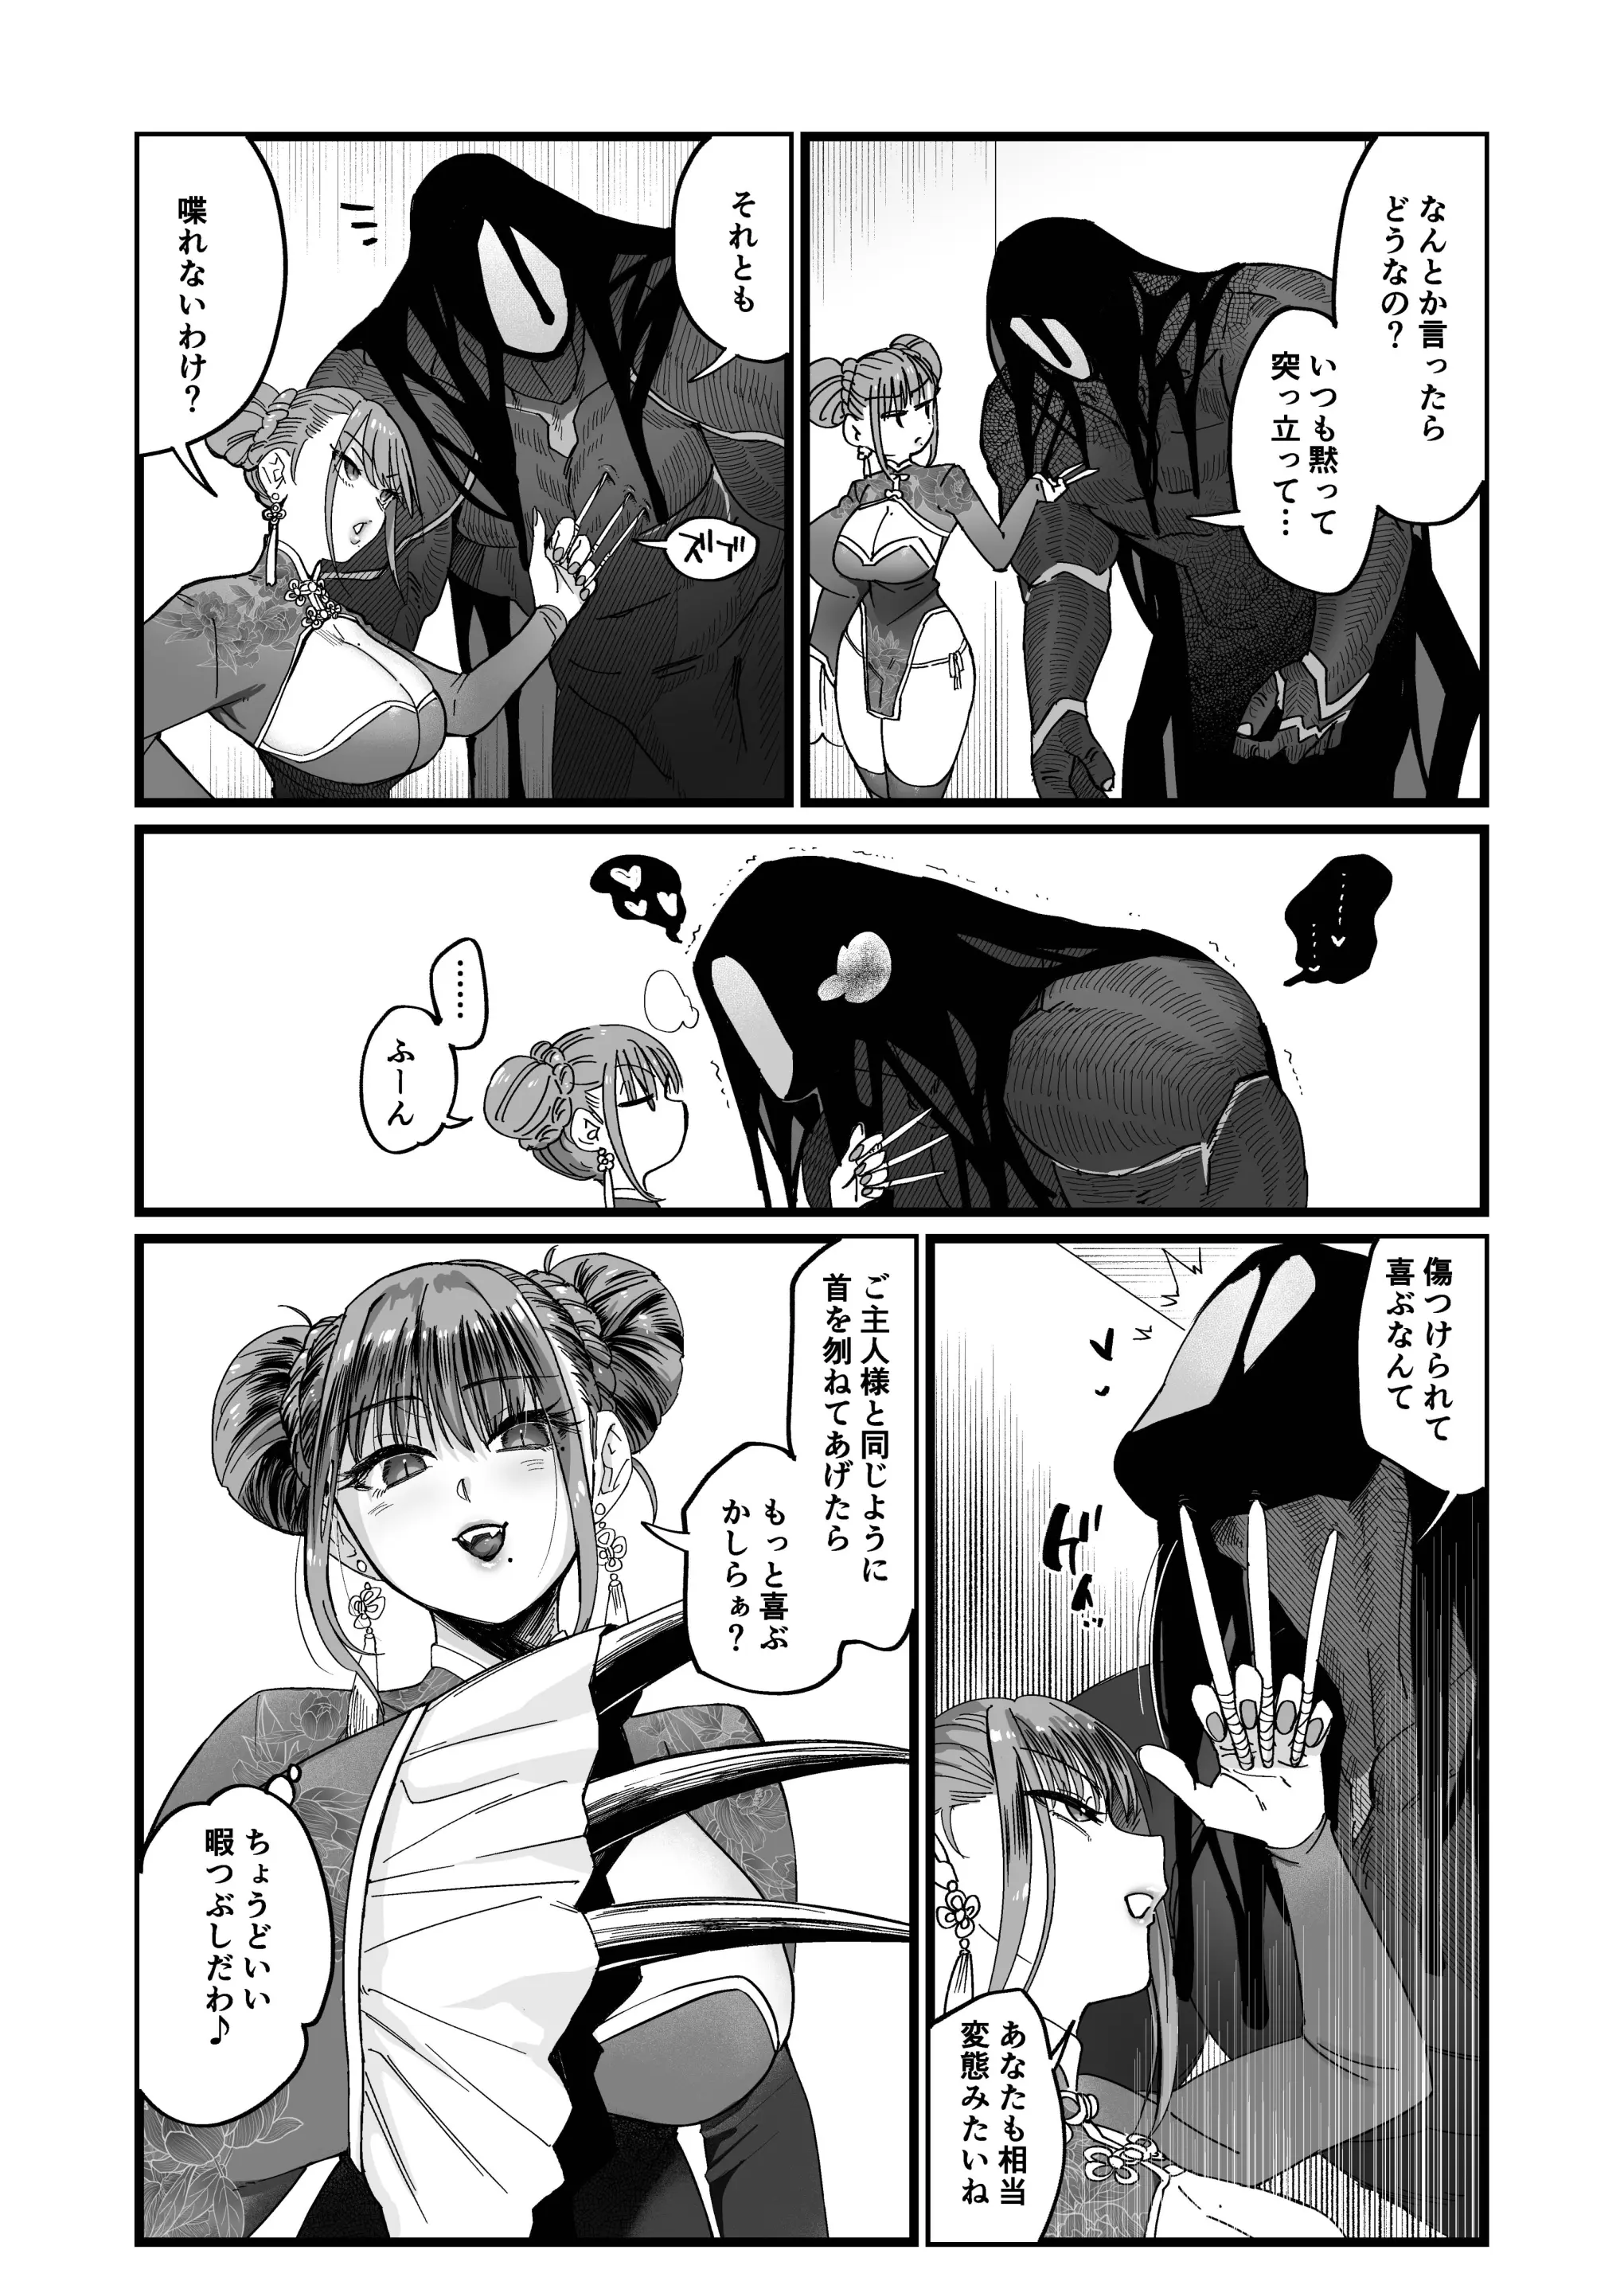 なんとか言ったら
どうなの？
いつも黙って
突っ立って…
それとも
ズブズ
喋れないわけ？
……
ふーん
傷つけられて
喜ぶなんて
あなたも相当
変態みたいね
ご主人様と同じように
首を刎ねてあげたら
もっと喜ぶ
かしらぁ？
ちょうどいい
暇つぶしだわ♪